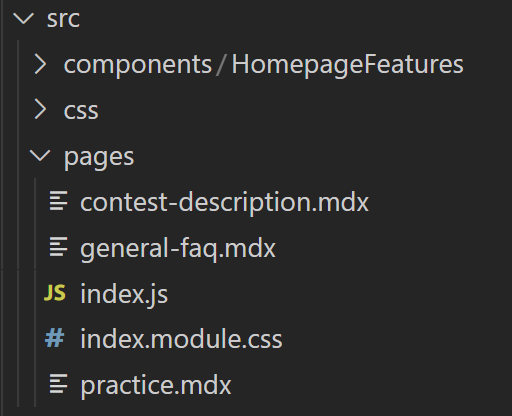 src
components/HomepageFeatures
css
pages
contest-description.mdx
general-faq.mdx
JS index.js
# index.module.css
practice.mdx